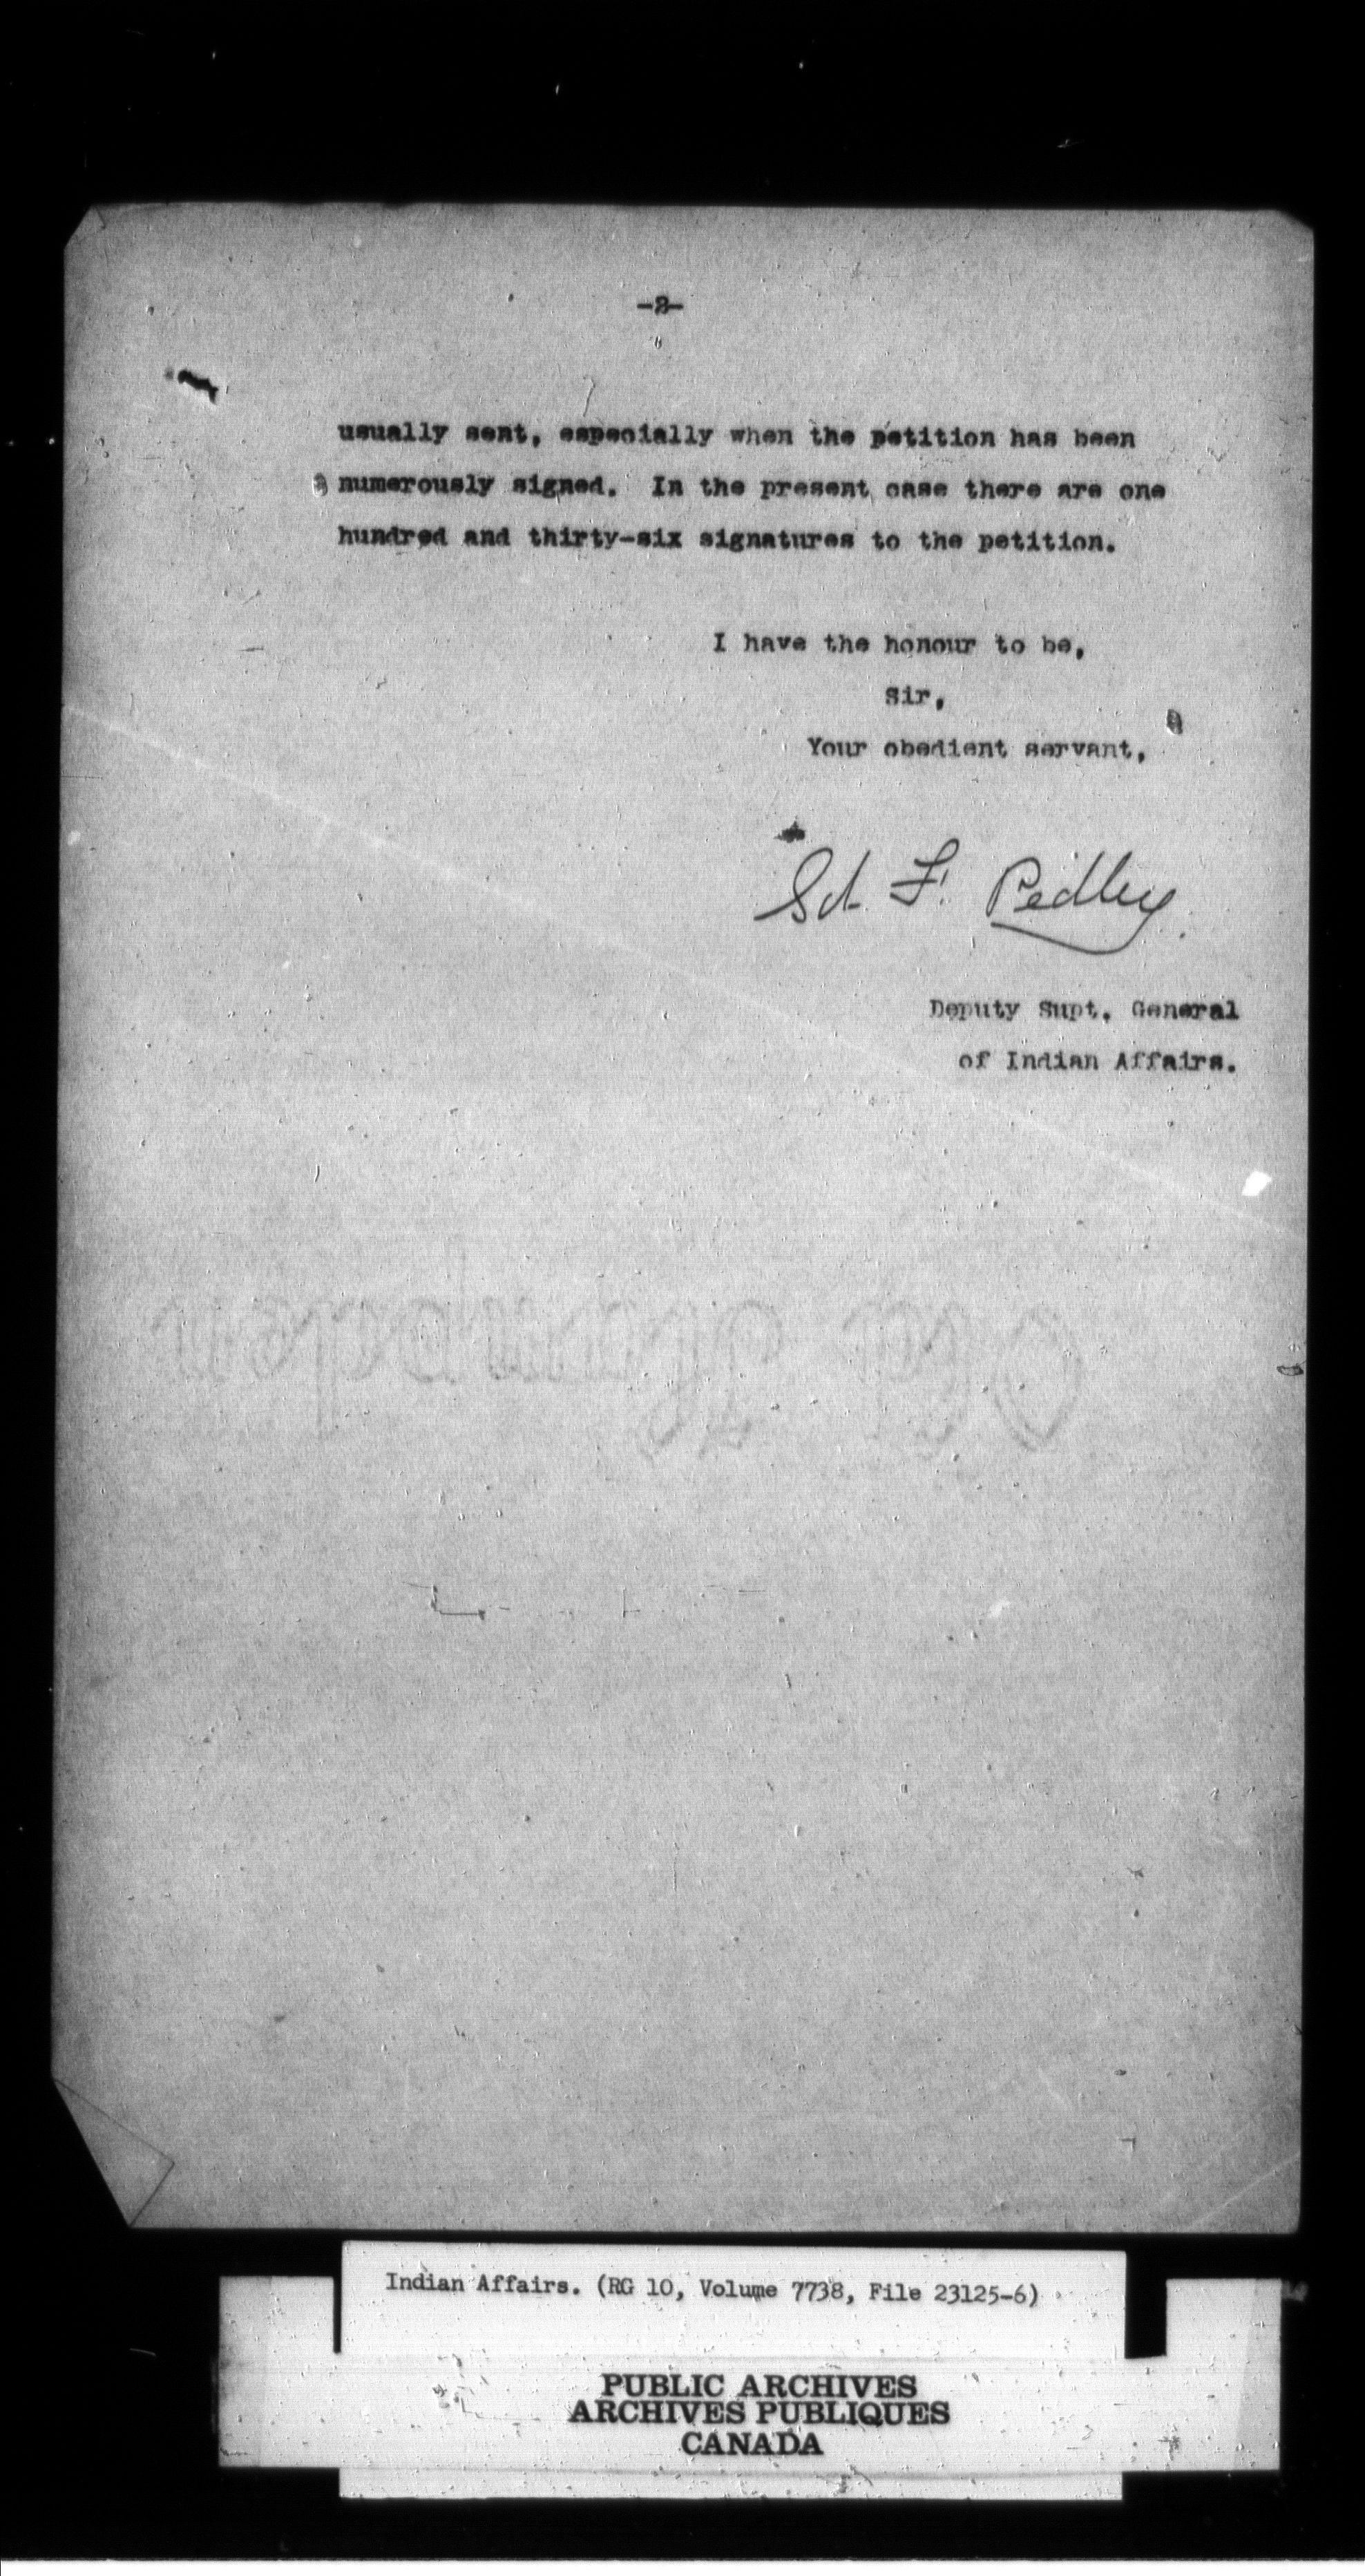 -2-
usually sent, especially when the petition has been
numerously signed. In the present case there are one
hundred and thirty-six signatures to the petition.
I have the honour to be,
Sir,
Your obedient servant,
Sd F. Pedley.
Deputy Supt. General
of Indian Affairs.
Indian Affairs. (RG 10, Volume 7738, File 23125-6)
PUBLIC ARCHIVES
ARCHIVES PUBLIQUES
CANADA